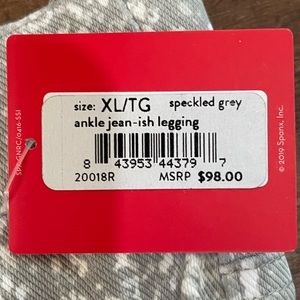 size: XL/TG speckled grey
ankle jean-ish legging
8 43953 44379 7
20018R MSRP $98.00
© 2019 Spanx, Inc.